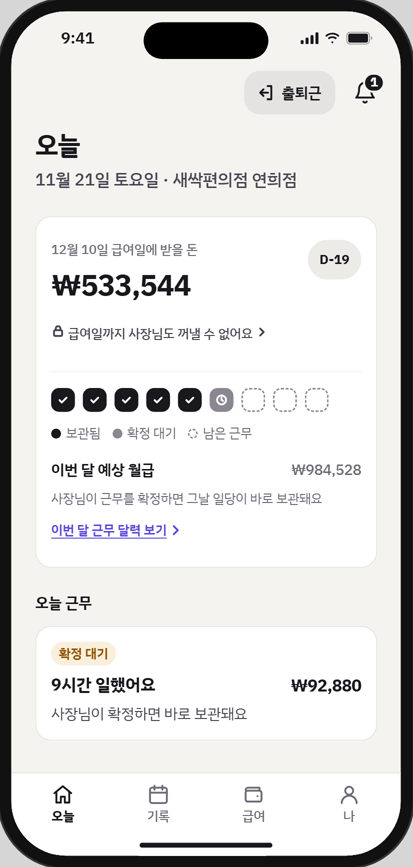 9:41
출퇴근
1
오늘
11월 21일 토요일 · 새싹편의점 연희점
12월 10일 급여일에 받을 돈
D-19
₩533,544
급여일까지 사장님도 꺼낼 수 없어요
보관됨 확정 대기 남은 근무
이번 달 예상 월급 ₩984,528
사장님이 근무를 확정하면 그날 일당이 바로 보관돼요
이번 달 근무 달력 보기
오늘 근무
확정 대기
9시간 일했어요 ₩92,880
사장님이 확정하면 바로 보관돼요
오늘 기록 급여 나